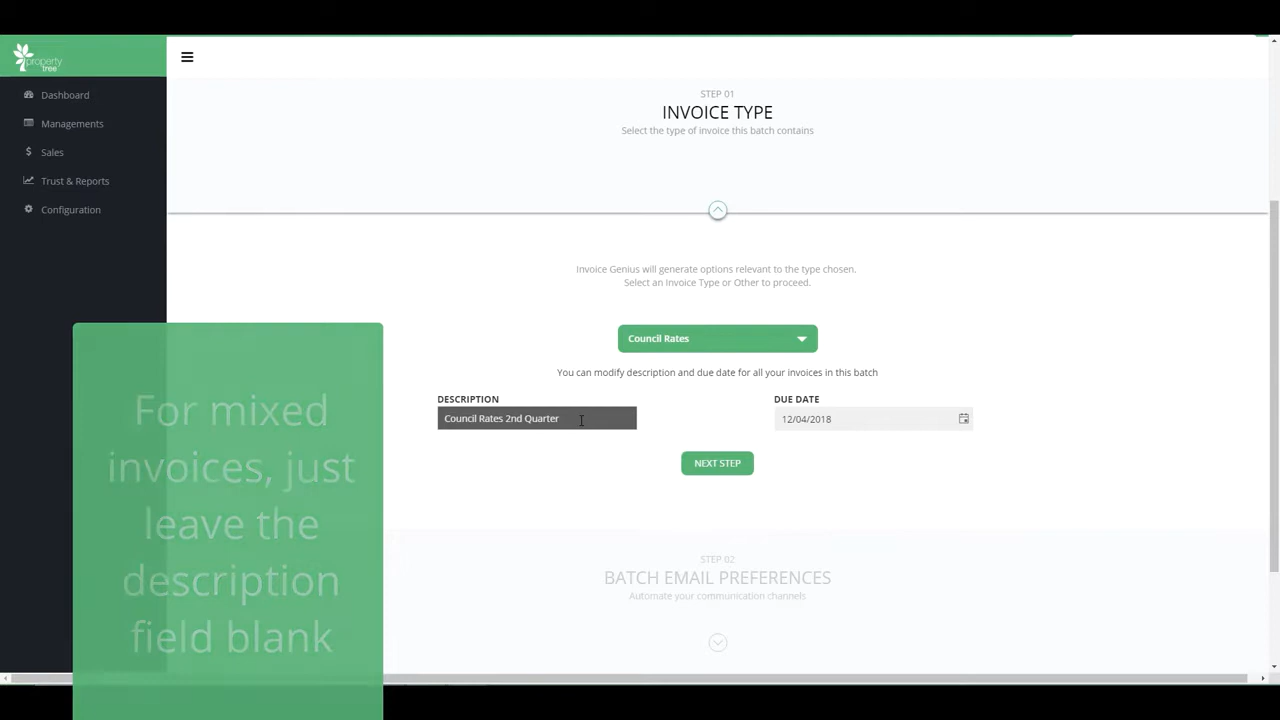 property
tree
Dashboard
Managements
Sales
Trust & Reports
Configuration
STEP 01
INVOICE TYPE
Select the type of invoice this batch contains
Invoice Genius will generate options relevant to the type chosen.
Select an Invoice Type or Other to proceed.
Council Rates
You can modify description and due date for all your invoices in this batch
DESCRIPTION
Council Rates 2nd Quarter
DUE DATE
12/04/2018
NEXT STEP
STEP 02
BATCH EMAIL PREFERENCES
Automate your communication channels
For mixed
invoices, just
leave the
description
field blank